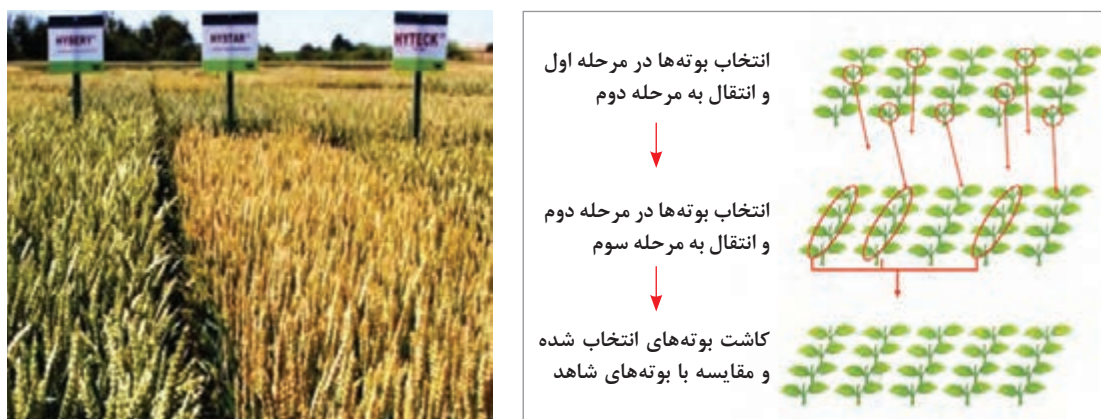 HYBERY
HYSTAR
HYTECK
انتخاب بوته‌ها در مرحله اول
و انتقال به مرحله دوم
انتخاب بوته‌ها در مرحله دوم
و انتقال به مرحله سوم
کاشت بوته‌های انتخاب شده
و مقایسه با بوته‌های شاهد